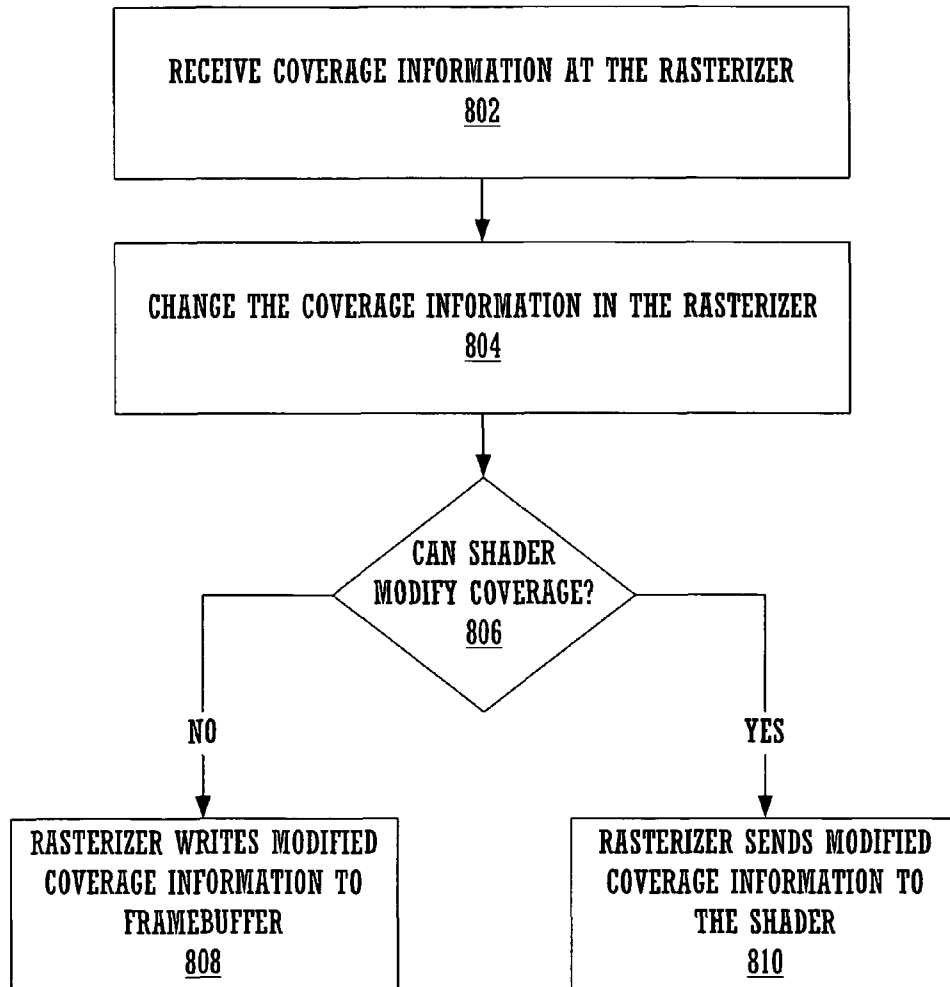 RECEIVE COVERAGE INFORMATION AT THE RASTERIZER
802
CHANGE THE COVERAGE INFORMATION IN THE RASTERIZER
804
CAN SHADER
MODIFY COVERAGE?
806
NO
YES
RASTERIZER WRITES MODIFIED
COVERAGE INFORMATION TO
FRAMEBUFFER
808
RASTERIZER SENDS MODIFIED
COVERAGE INFORMATION TO
THE SHADER
810